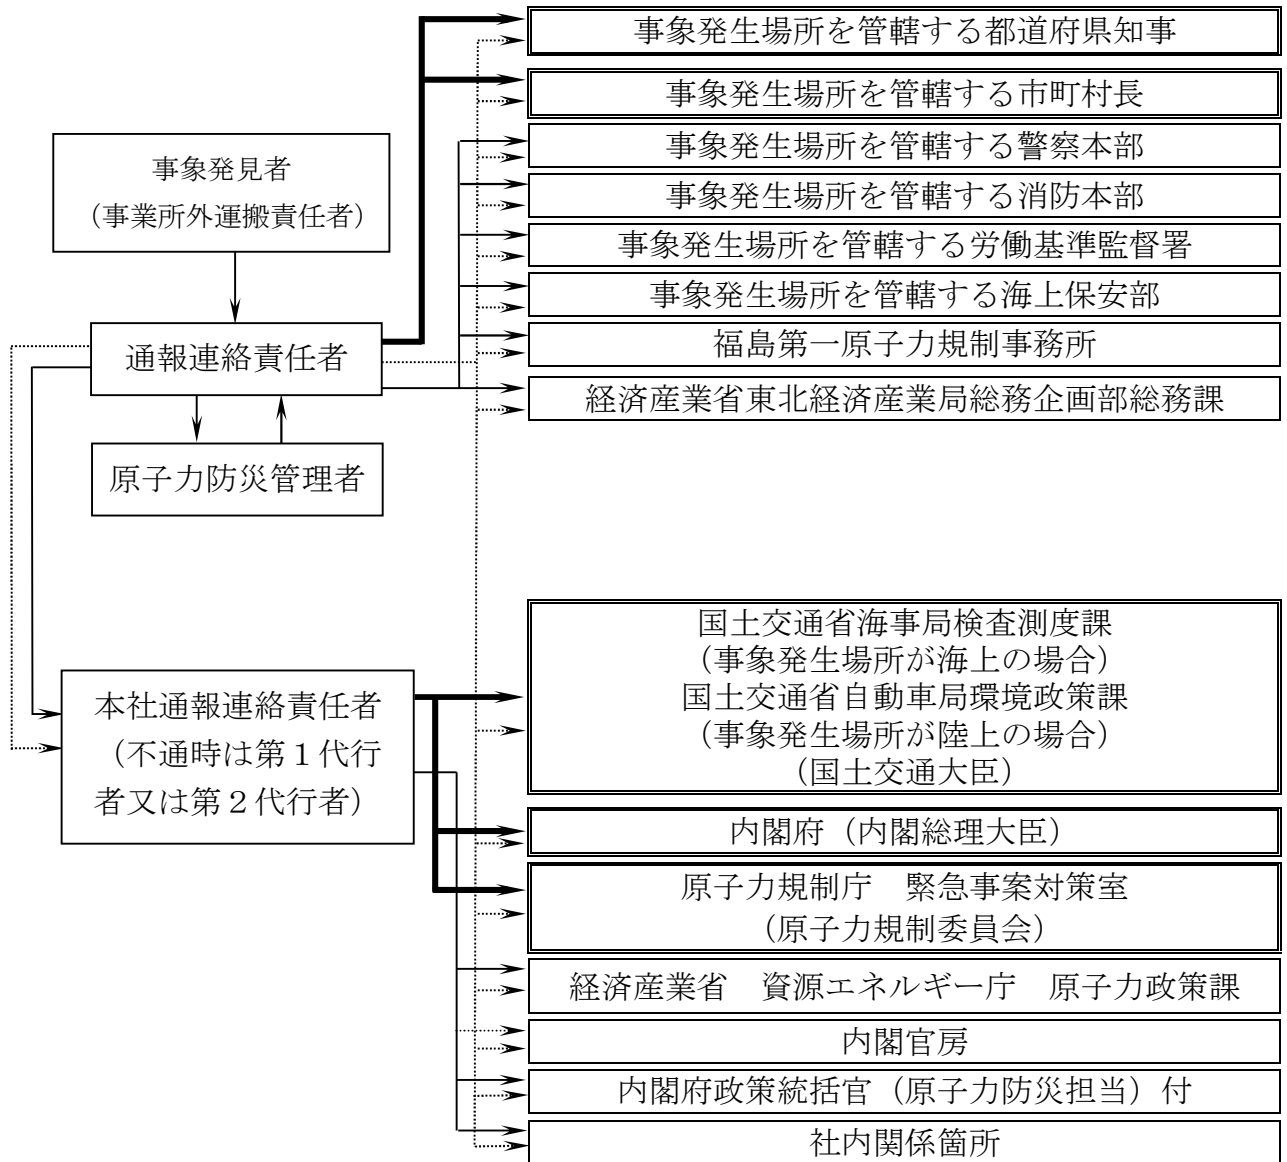 事象発生場所を管轄する都道府県知事
事象発生場所を管轄する市町村長
事象発見者
（事業所外運搬責任者）
事象発生場所を管轄する警察本部
事象発生場所を管轄する消防本部
事象発生場所を管轄する労働基準監督署
事象発生場所を管轄する海上保安部
通報連絡責任者
福島第一原子力規制事務所
経済産業省東北経済産業局総務企画部総務課
原子力防災管理者
国土交通省海事局検査測度課
（事象発生場所が海上の場合）
国土交通省自動車局環境政策課
（事象発生場所が陸上の場合）
（国土交通大臣）
本社通報連絡責任者
（不通時は第１代行
者又は第２代行者）
内閣府（内閣総理大臣）
原子力規制庁　緊急事案対策室
（原子力規制委員会）
経済産業省　資源エネルギー庁　原子力政策課
内閣官房
内閣府政策統括官（原子力防災担当）付
社内関係箇所